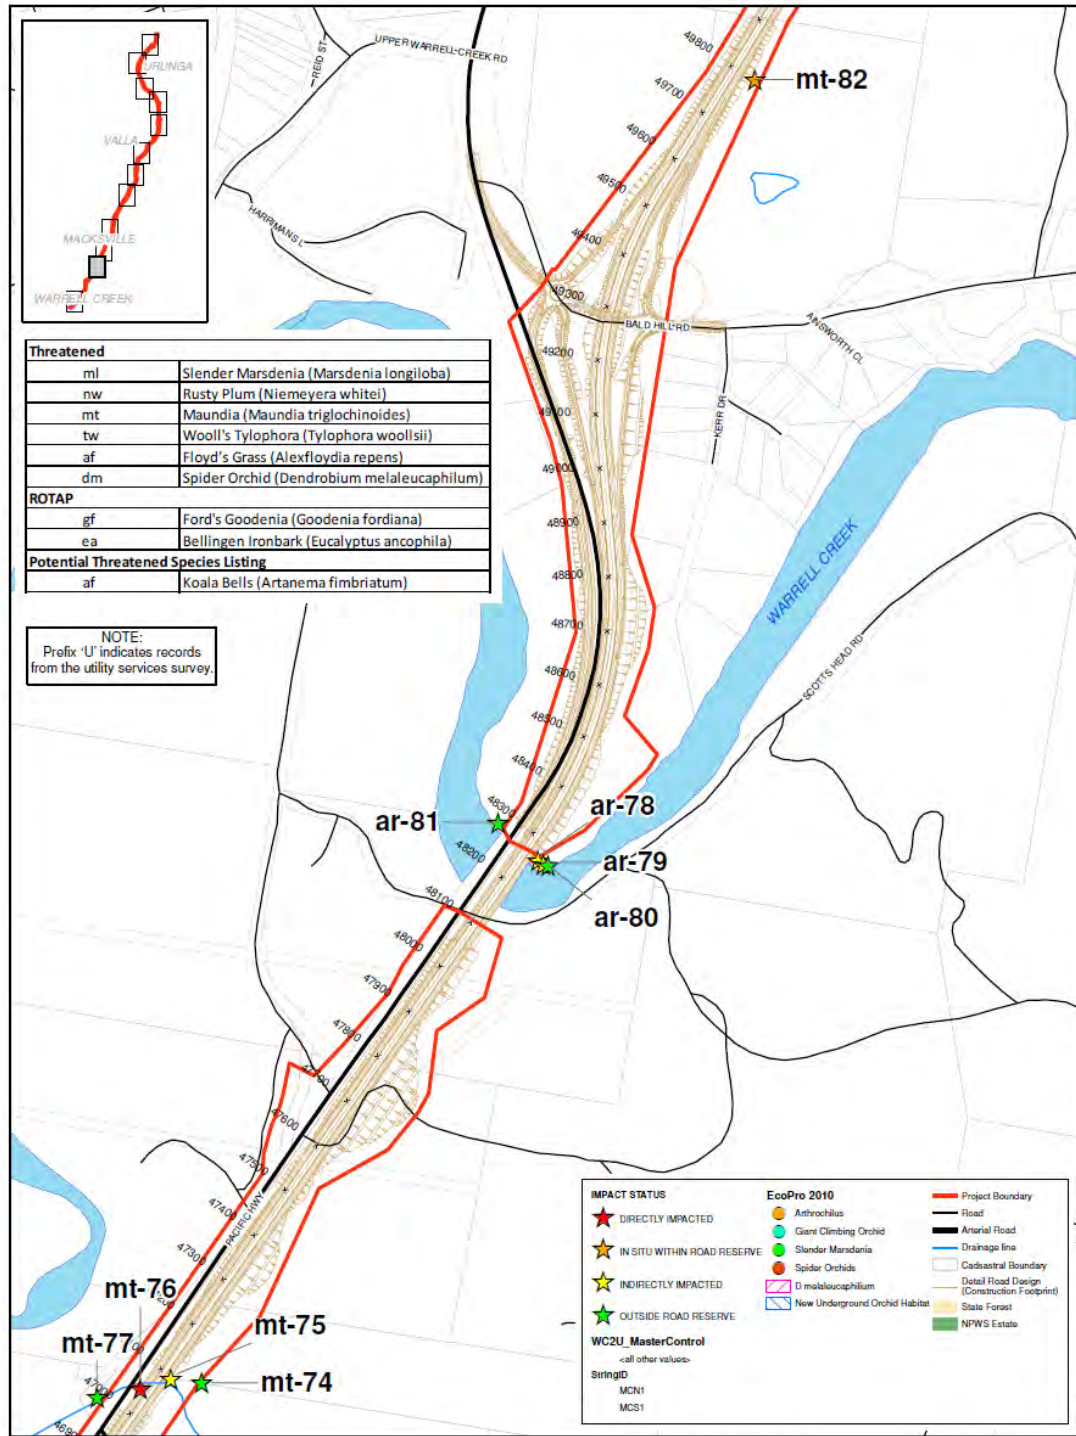 URLINGA
VALLA
MACKSVILLE
WARRELL CREEK
UPPER WARRELL CREEK RD
REID ST
HARRIMANS L
49800
mt-82
49700
49600
49500
49400
49300
BALD HILL RD
AINSWORTH CL
49200
KERR DR
49000
48900
48800
48700
48600
48500
48400
48300
48200
48100
48000
47900
47800
47600
47500
47400
47300
47000
WARRELL CREEK
SCOTTS HEAD RD
PACIFIC HWY
Threatened
ml Slender Marsdenia (Marsdenia longiloba)
nw Rusty Plum (Niemeyera whitei)
mt Maundia (Maundia triglochinoides)
tw Wooll's Tylophora (Tylophora woollsii)
af Floyd's Grass (Alexfloydia repens)
dm Spider Orchid (Dendrobium melaleucaphilum)
ROTAP
gf Ford's Goodenia (Goodenia fordiana)
ea Bellingen Ironbark (Eucalyptus ancophila)
Potential Threatened Species Listing
af Koala Bells (Artanema fimbriatum)
NOTE:
Prefix 'U' indicates records
from the utility services survey.
ar-81
ar-78
ar-79
ar-80
mt-76
mt-77
mt-75
mt-74
IMPACT STATUS
DIRECTLY IMPACTED
IN SITU WITHIN ROAD RESERVE
INDIRECTLY IMPACTED
OUTSIDE ROAD RESERVE
WC2U_MasterControl
<all other values>
StringID
MCN1
MCS1
EcoPro 2010
Arthrochilus
Giant Climbing Orchid
Slender Marsdenia
Spider Orchids
D melaleucaphilium
New Underground Orchid Habitat
Project Boundary
Road
Arterial Road
Drainage line
Cadsastral Boundary
Detail Road Design
(Construction Footprint)
State Forest
NPWS Estate